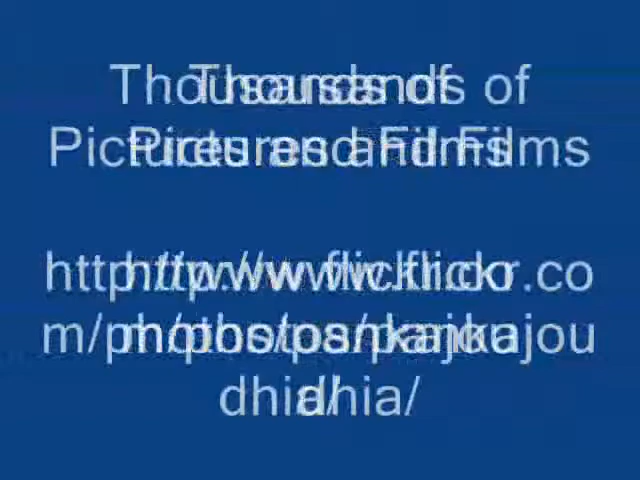 Thousands of
Pictures and Films
http://www.flickr.co
m/photos/pankajou
dhia/